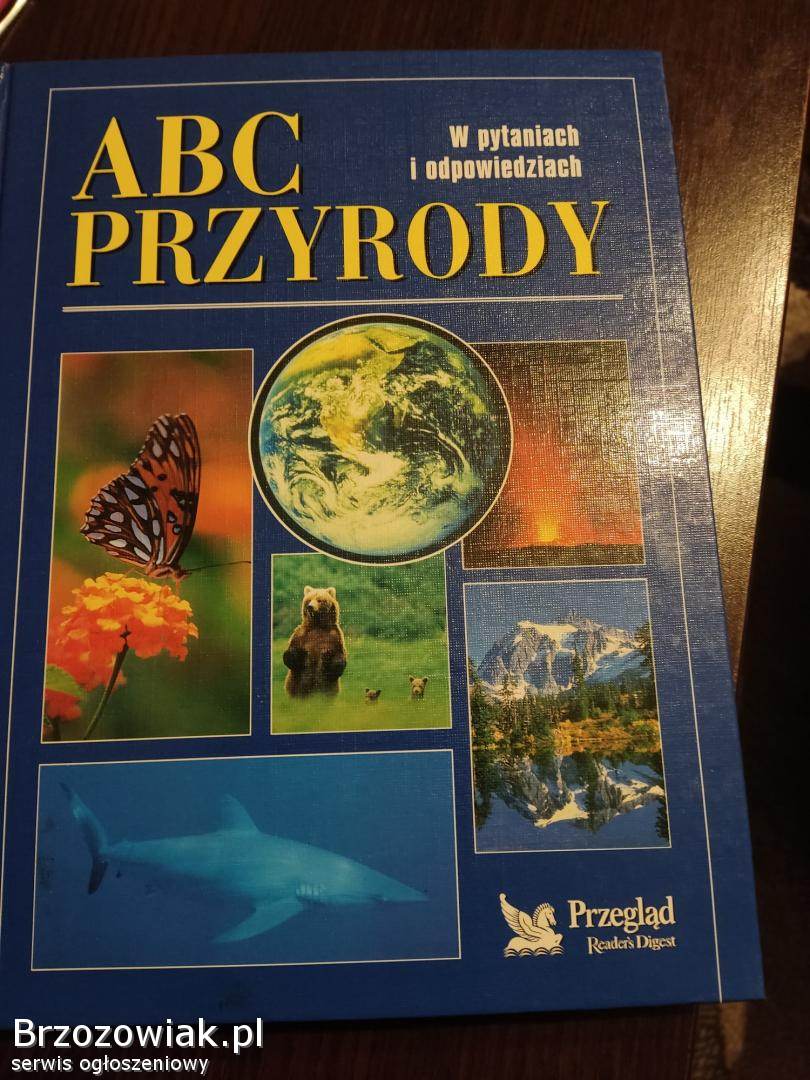 ABC
PRZYRODY
W pytaniach
i odpowiedziach
Przegląd
Reader's Digest
Brzozowiak.pl
serwis ogłoszeniowy